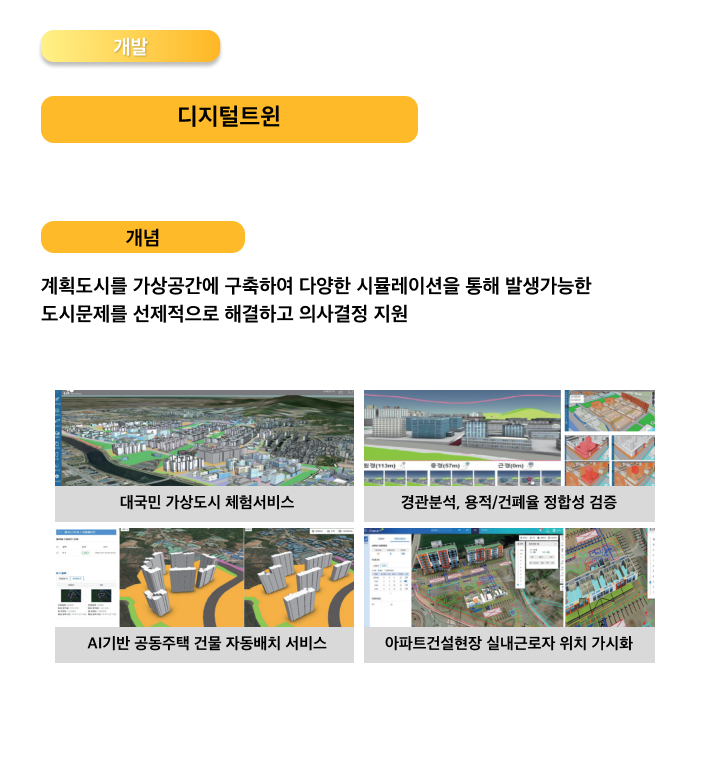 개발
디지털트윈
개념
계획도시를 가상공간에 구축하여 다양한 시뮬레이션을 통해 발생가능한
도시문제를 선제적으로 해결하고 의사결정 지원
원경(113m) 중경(57m) 근경(0m)
대국민 가상도시 체험서비스
경관분석, 용적/건폐율 정합성 검증
AI기반 공동주택 건물 자동배치 서비스
아파트건설현장 실내근로자 위치 가시화